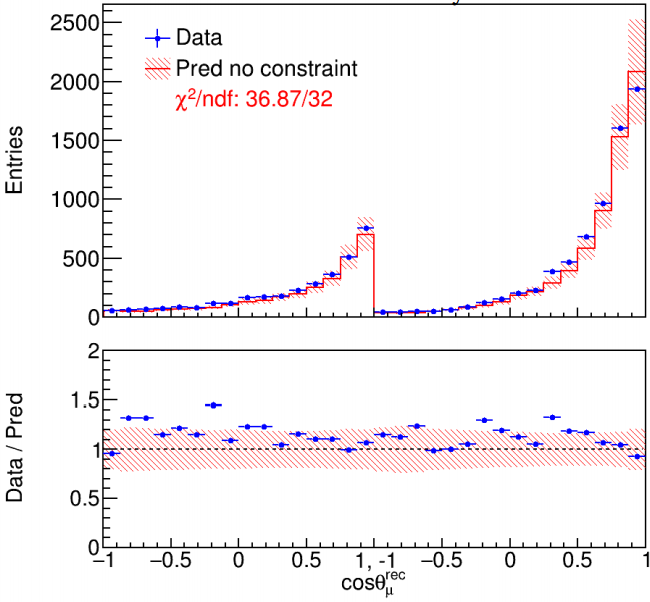 Data
Pred no constraint
χ²/ndf: 36.87/32
Entries
2500
2000
1500
1000
500
0
Data / Pred
2
1.5
1
0.5
0
−1 −0.5 0 0.5 1, -1 −0.5 0 0.5 1
cosθ_μ^rec